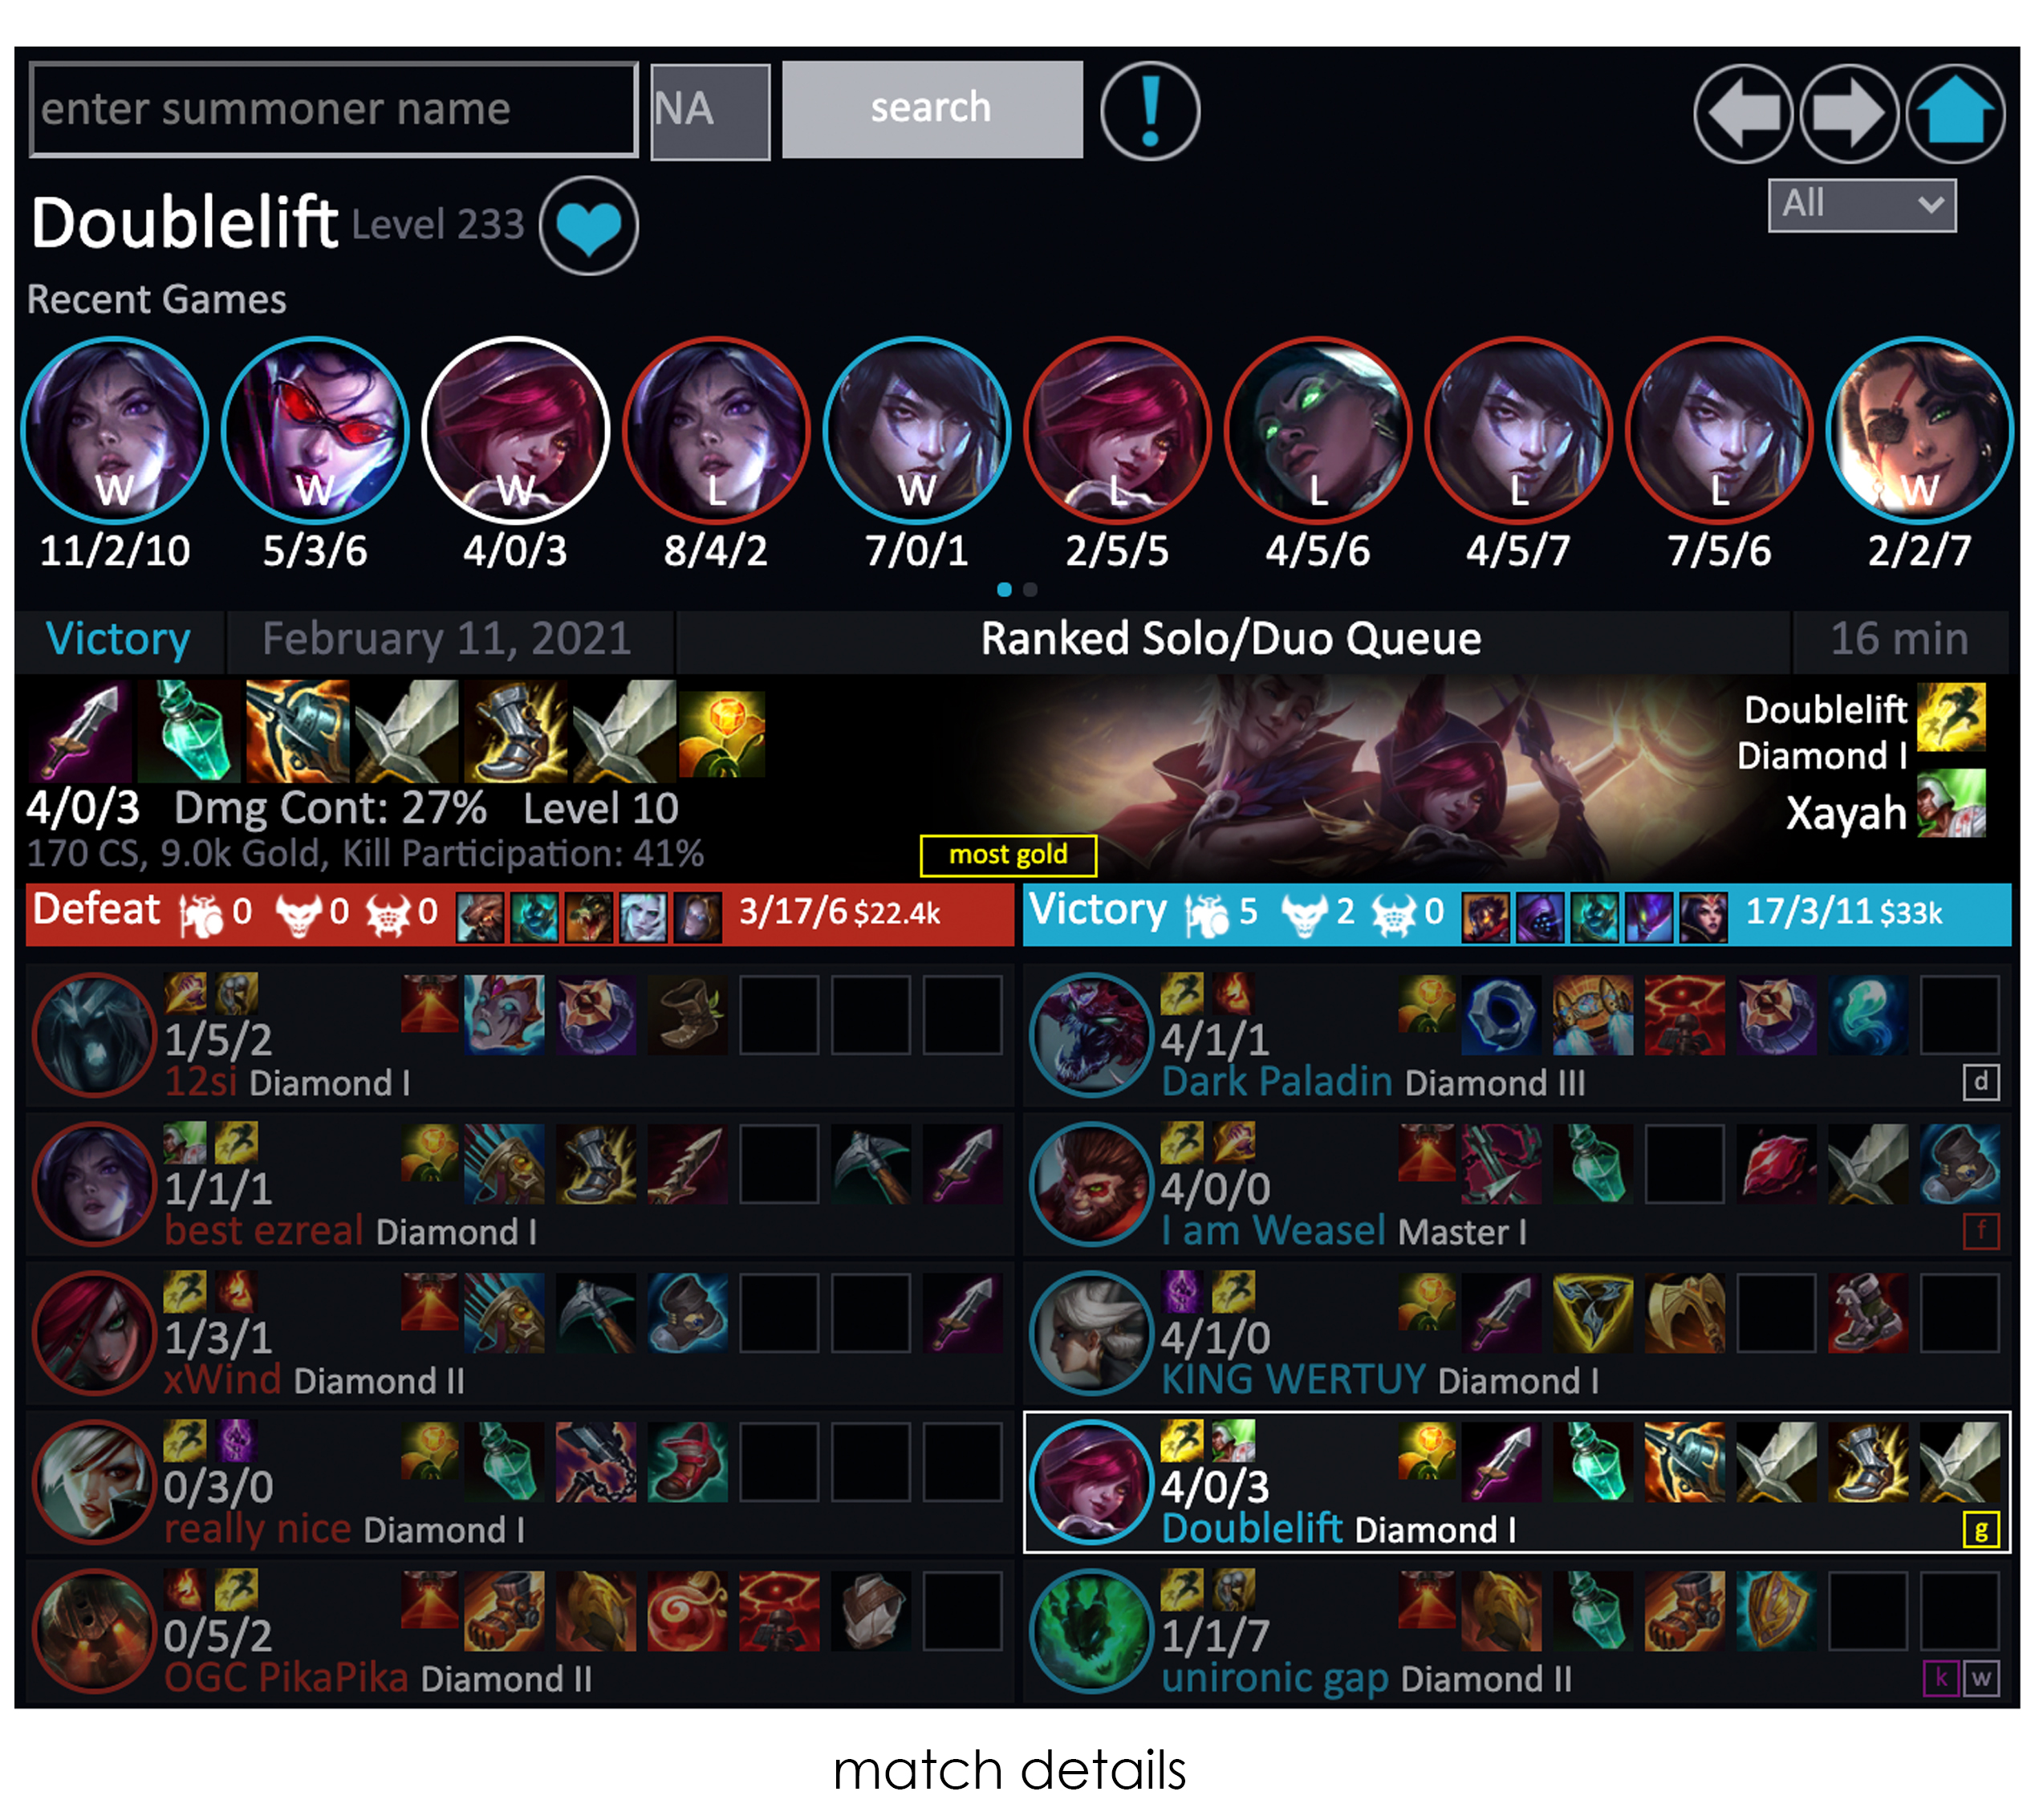 enter summoner name NA search !
Doublelift Level 233 All
Recent Games
W W W L W L L L L W
11/2/10 5/3/6 4/0/3 8/4/2 7/0/1 2/5/5 4/5/6 4/5/7 7/5/6 2/2/7
Victory February 11, 2021 Ranked Solo/Duo Queue 16 min
Doublelift
Diamond I
Xayah
4/0/3 Dmg Cont: 27% Level 10
170 CS, 9.0k Gold, Kill Participation: 41%
most gold
Defeat 0 0 0 3/17/6 $22.4k
1/5/2
12si Diamond I
1/1/1
best ezreal Diamond I
1/3/1
xWind Diamond II
0/3/0
really nice Diamond I
0/5/2
OGC PikaPika Diamond II
Victory 5 2 0 17/3/11 $33k
4/1/1
Dark Paladin Diamond III d
4/0/0
I am Weasel Master I f
4/1/0
KING WERTUY Diamond I
4/0/3
Doublelift Diamond I g
1/1/7
unironic gap Diamond II k w
match details